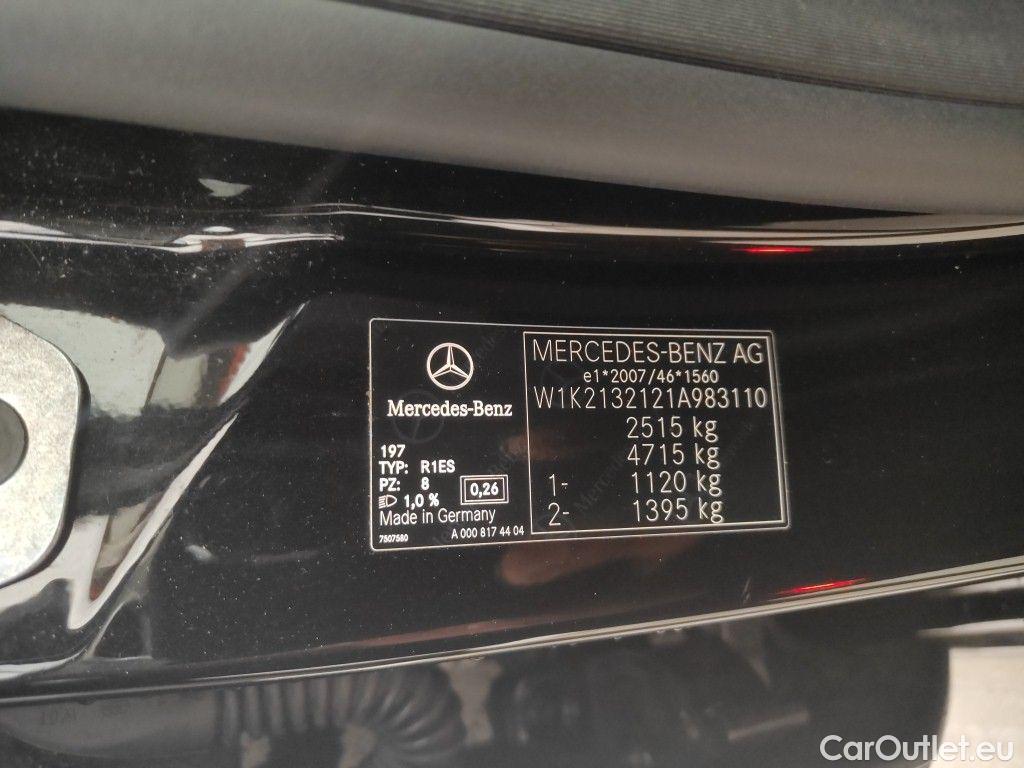 Mercedes-Benz
197
TYP: R1ES
PZ: 8
1,0 %
0,26
Made in Germany
7507580
A 000 817 44 04
MERCEDES-BENZ AG
e1*2007/46*1560
W1K2132121A983110
2515 kg
4715 kg
1- 1120 kg
2- 1395 kg
CarOutlet.eu